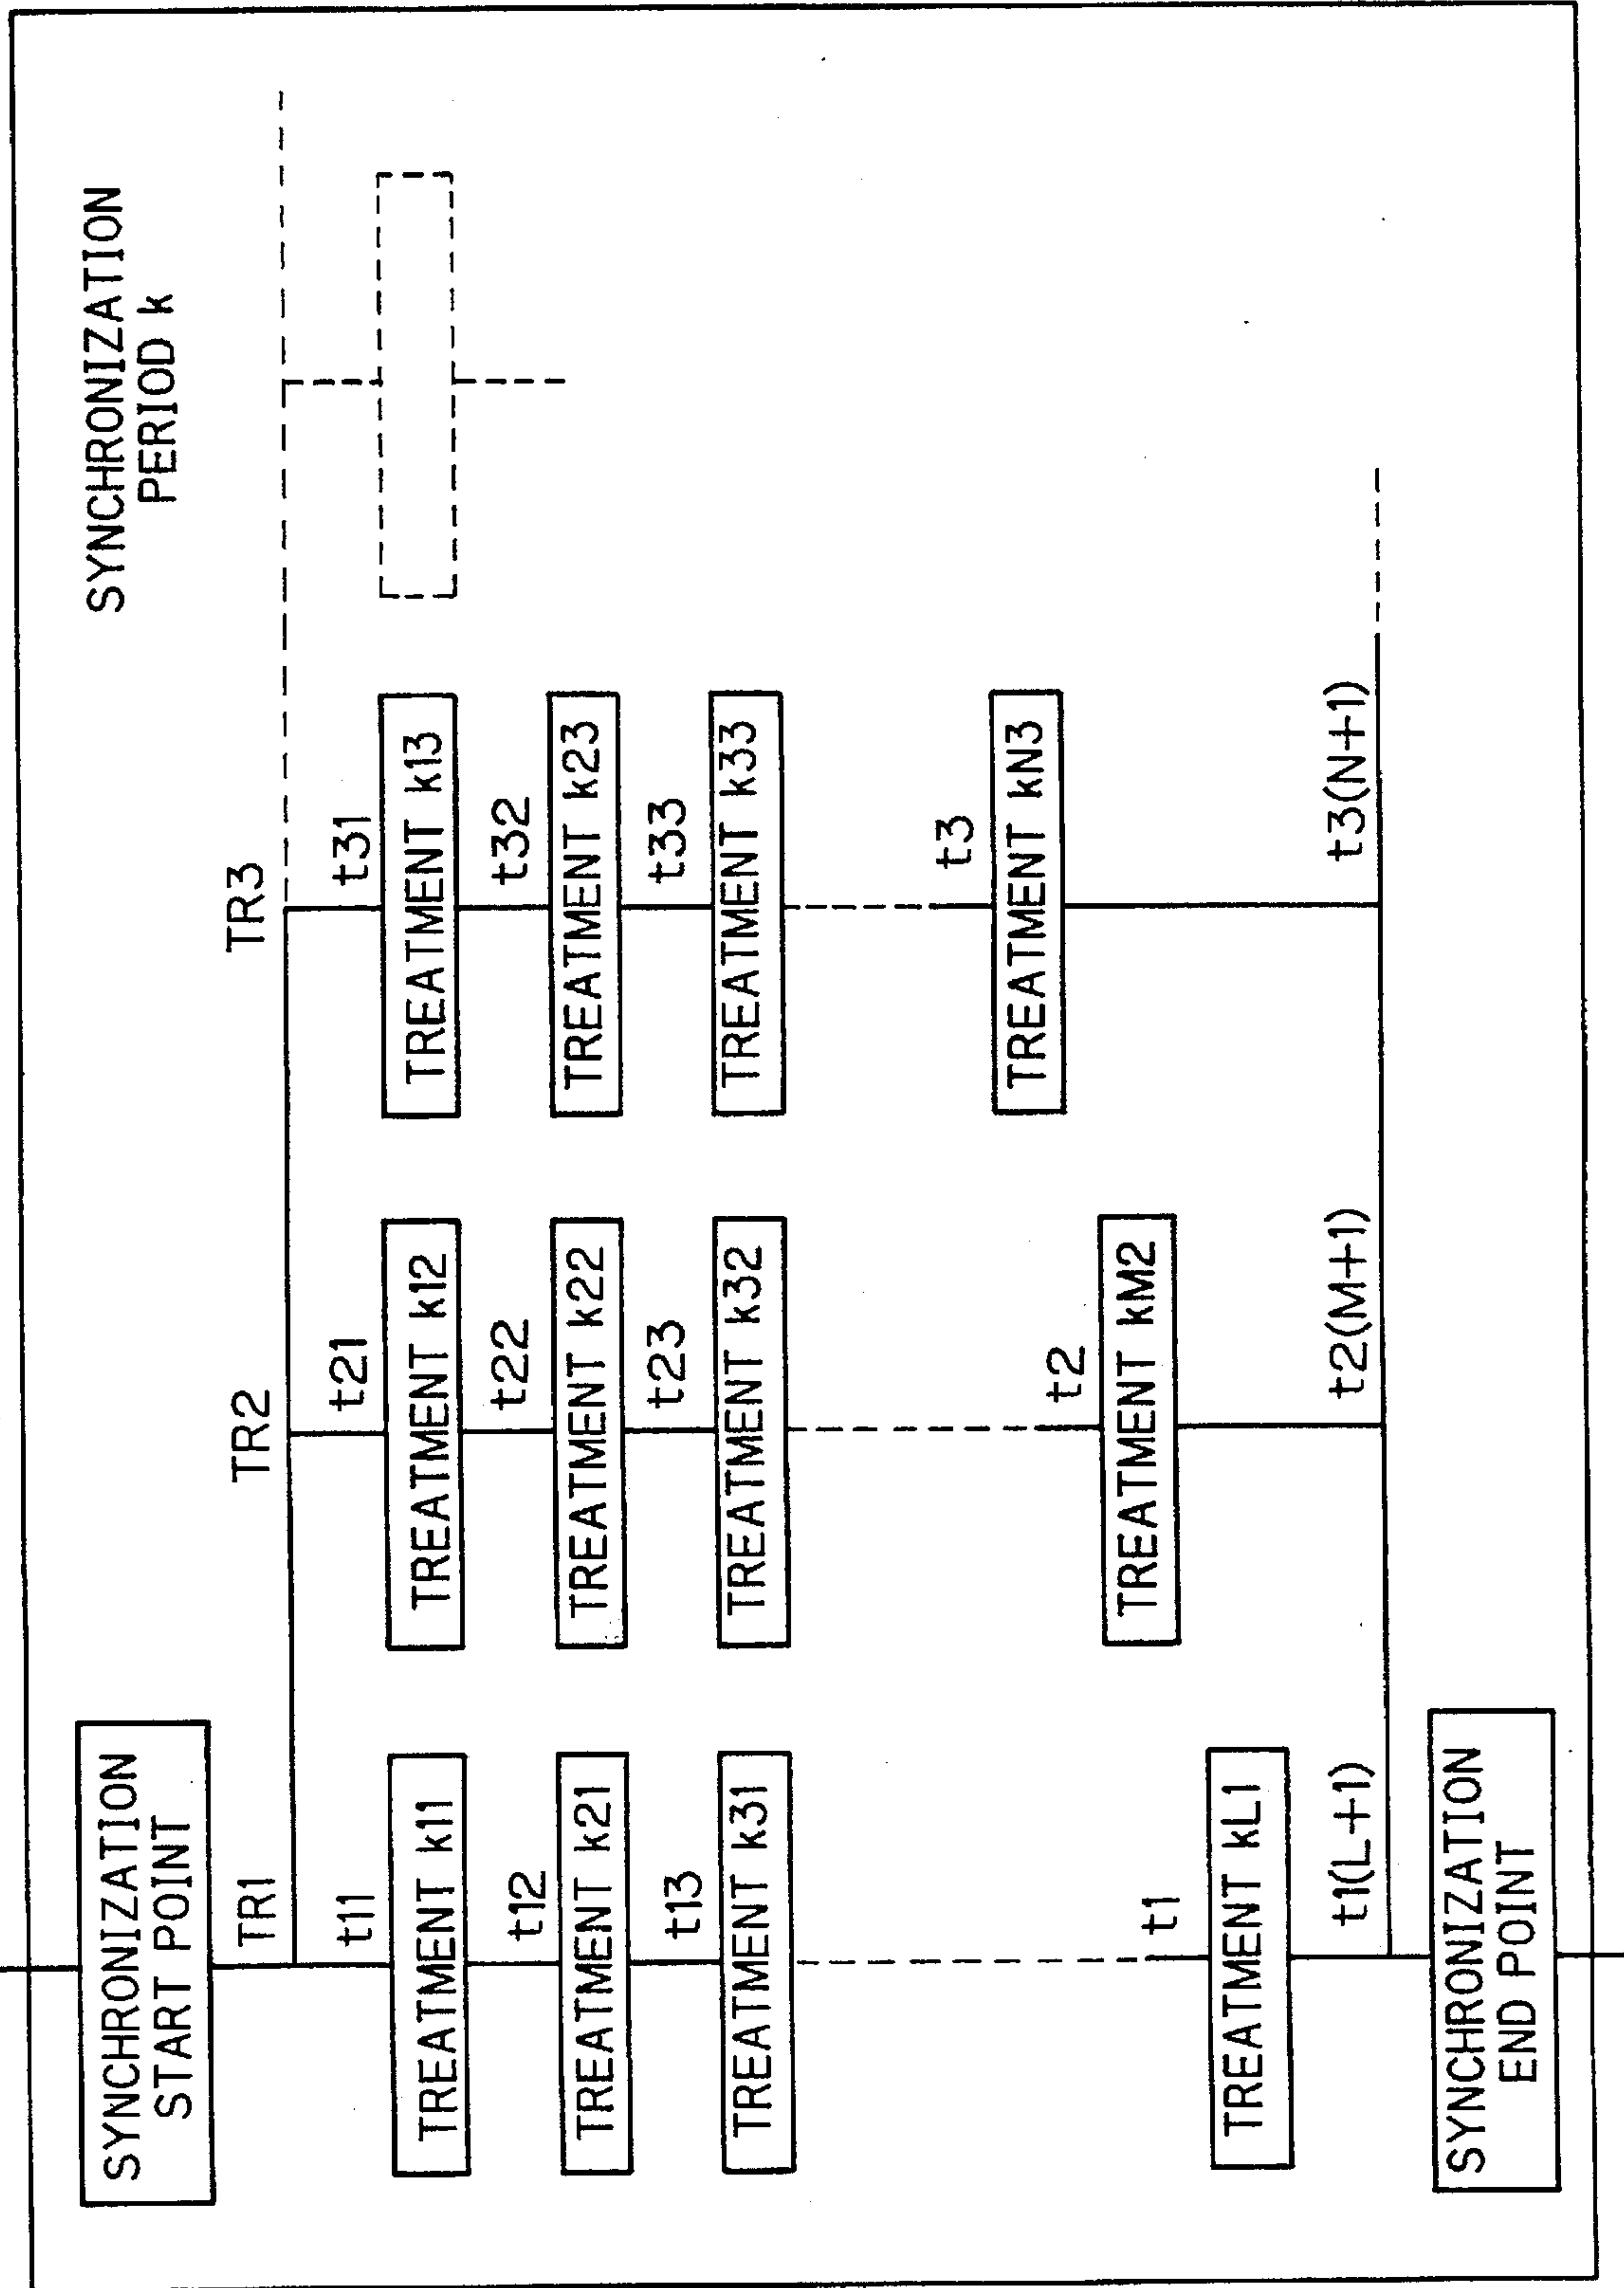 SYNCHRONIZATION
START POINT
SYNCHRONIZATION
PERIOD k
TR1
TR2
TR3
t11
t21
t31
TREATMENT k11
TREATMENT k12
TREATMENT k13
t12
t22
t32
TREATMENT k21
TREATMENT k22
TREATMENT k23
t13
t23
t33
TREATMENT k31
TREATMENT k32
TREATMENT k33
t3
TREATMENT kN3
t2
TREATMENT kM2
t1
TREATMENT kL1
t1(L+1)
t2(M+1)
t3(N+1)
SYNCHRONIZATION
END POINT